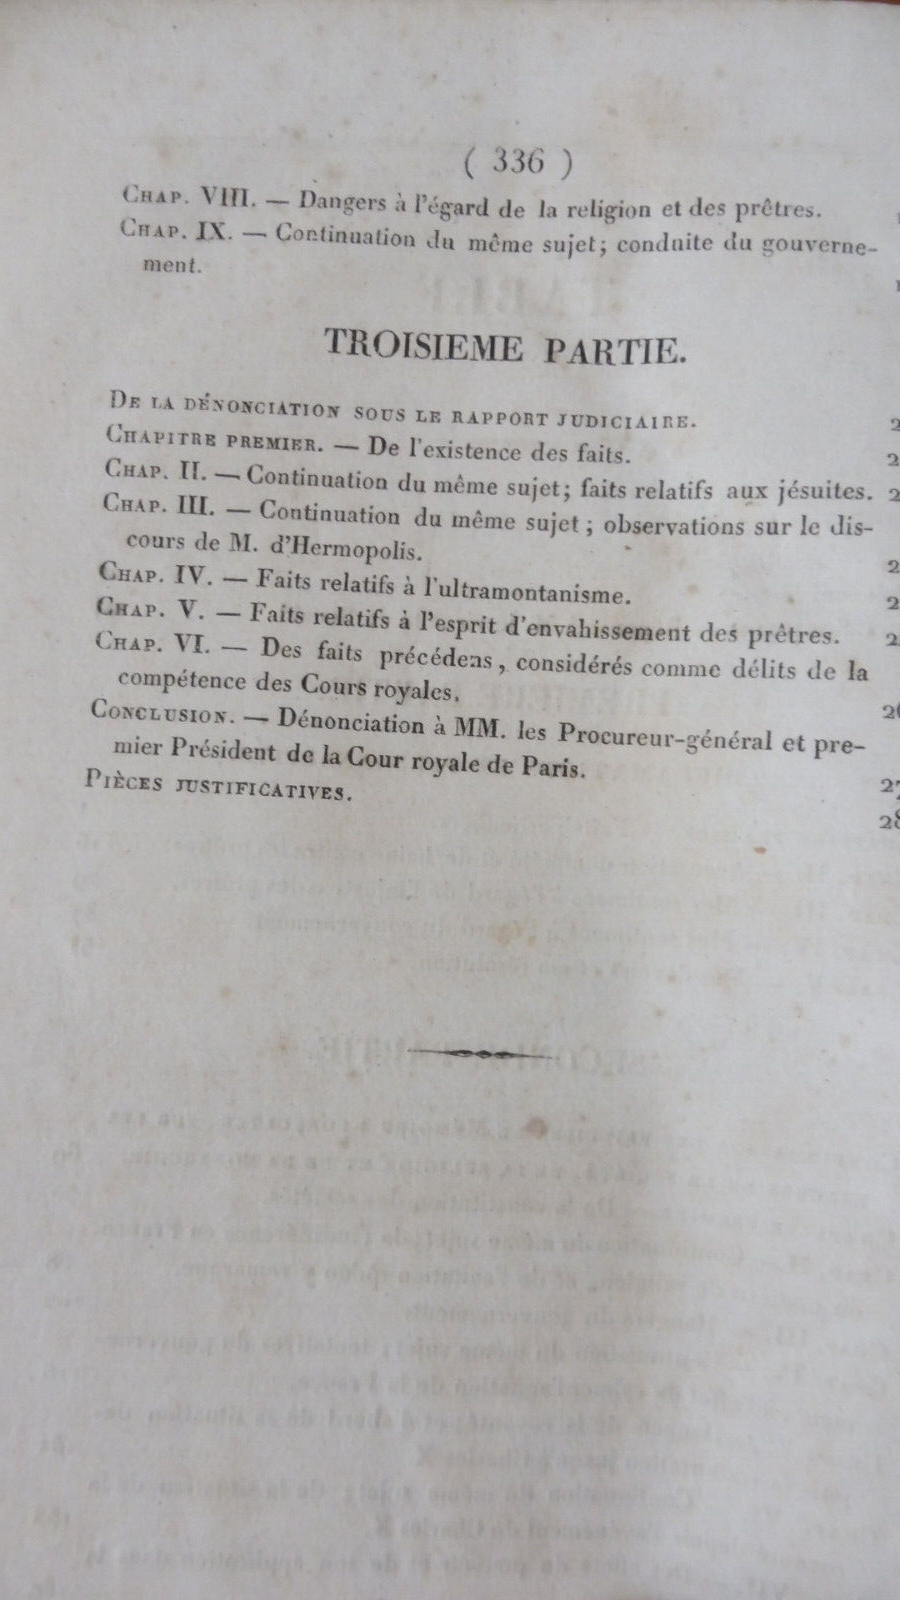 ( 336 )
CHAP. VIII. — Dangers à l'égard de la religion et des prêtres.
CHAP. IX. — Continuation du même sujet; conduite du gouverne-
ment.
TROISIEME PARTIE.
DE LA DÉNONCIATION SOUS LE RAPPORT JUDICIAIRE.
CHAPITRE PREMIER. — De l'existence des faits.
CHAP. II. — Continuation du même sujet; faits relatifs aux jésuites.
CHAP. III. — Continuation du même sujet; observations sur le dis-
cours de M. d'Hermopolis.
CHAP. IV. — Faits relatifs à l'ultramontanisme.
CHAP. V. — Faits relatifs à l'esprit d'envahissement des prêtres.
CHAP. VI. — Des faits précédens, considérés comme délits de la
compétence des Cours royales.
CONCLUSION. — Dénonciation à MM. les Procureur-général et pre-
mier Président de la Cour royale de Paris.
PIÈCES JUSTIFICATIVES.